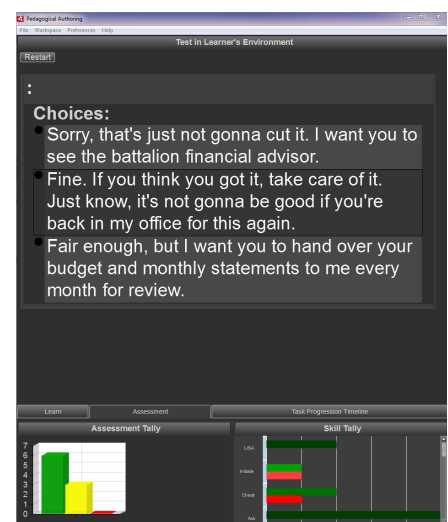 Pedagogical Authoring
File Workspace Preferences Help
Test in Learner's Environment
Restart
:
Choices:
Sorry, that's just not gonna cut it. I want you to
see the battalion financial advisor.
Fine. If you think you got it, take care of it.
Just know, it's not gonna be good if you're
back in my office for this again.
Fair enough, but I want you to hand over your
budget and monthly statements to me every
month for review.
Learn Assessment Task Progression Timeline
Assessment Tally Skill Tally
7
6
5
4
3
2
1
0
LiSA
Initiate
Check
Ask